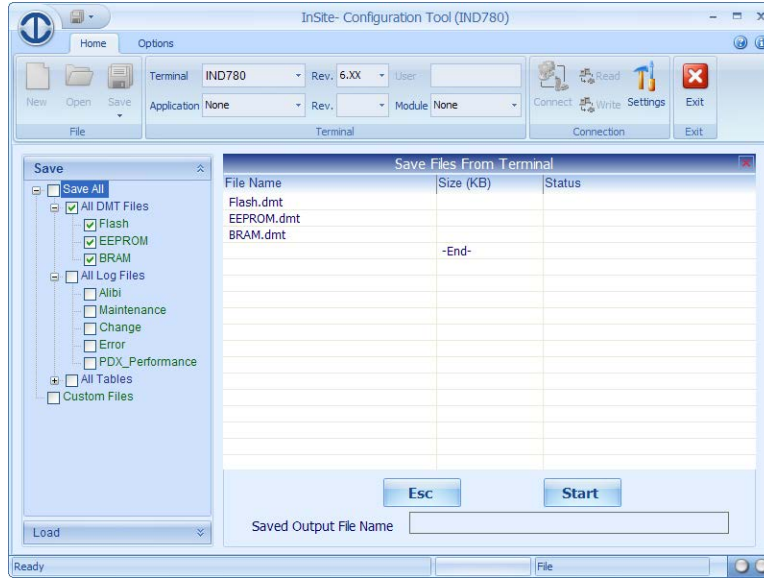 InSite- Configuration Tool (IND780)
Home Options
Terminal IND780 Rev. 6.XX User
Read
New Open Save
Application None Rev. Module None
Connect Write Settings Exit
File Terminal Connection Exit
Save
Save All
All DMT Files
Flash
EEPROM
BRAM
All Log Files
Alibi
Maintenance
Change
Error
PDX_Performance
All Tables
Custom Files
Load
Save Files From Terminal
File Name Size (KB) Status
Flash.dmt
EEPROM.dmt
BRAM.dmt
-End-
Esc Start
Saved Output File Name
Ready File